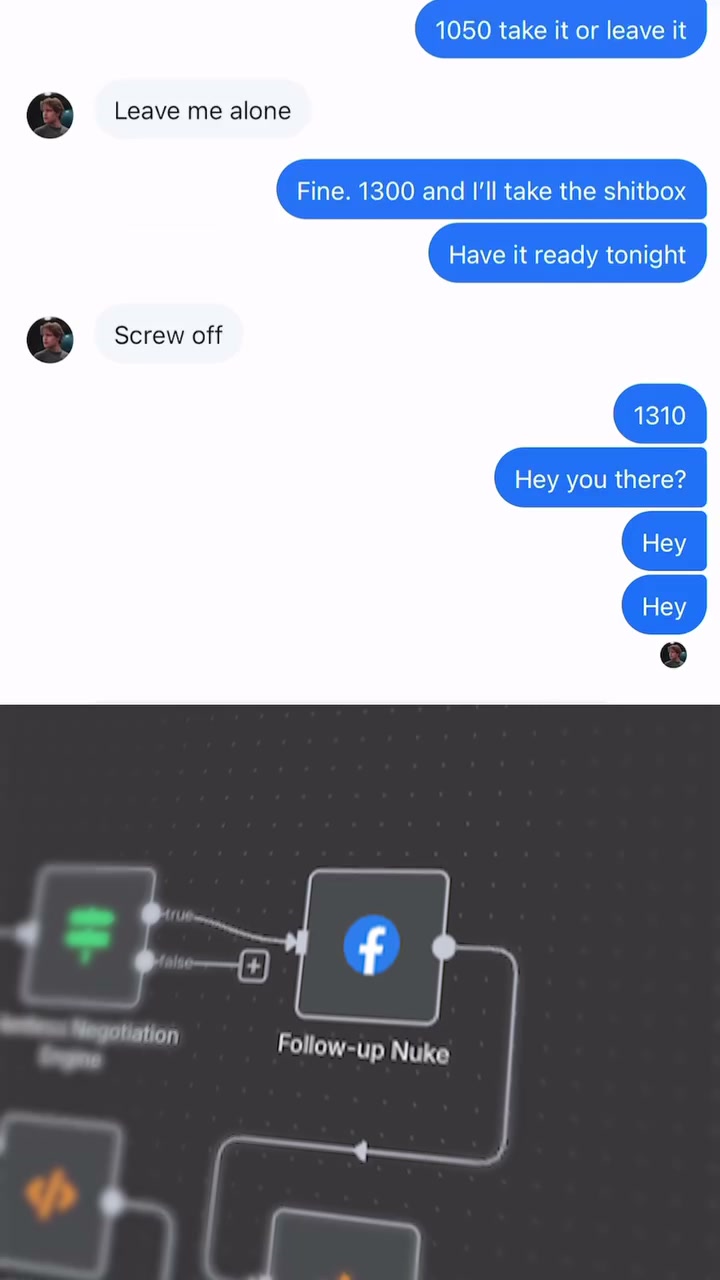 1050 take it or leave it
Leave me alone
Fine. 1300 and I’ll take the shitbox
Have it ready tonight
Screw off
1310
Hey you there?
Hey
Hey
true
false
Negotiation
Engine
Follow-up Nuke